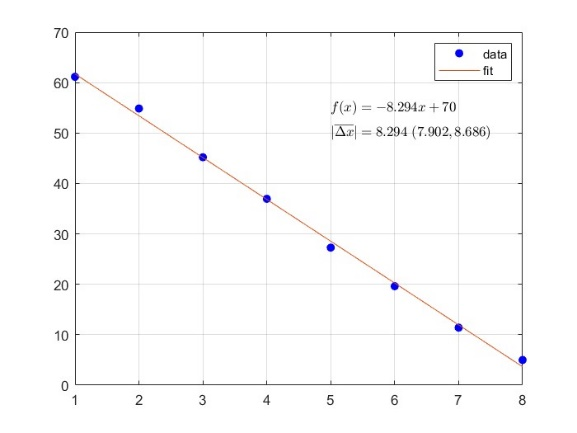 70
60
50
40
30
20
10
0
1 2 3 4 5 6 7 8
data
fit
f(x) = −8.294x + 70
|Δx̅| = 8.294 (7.902, 8.686)